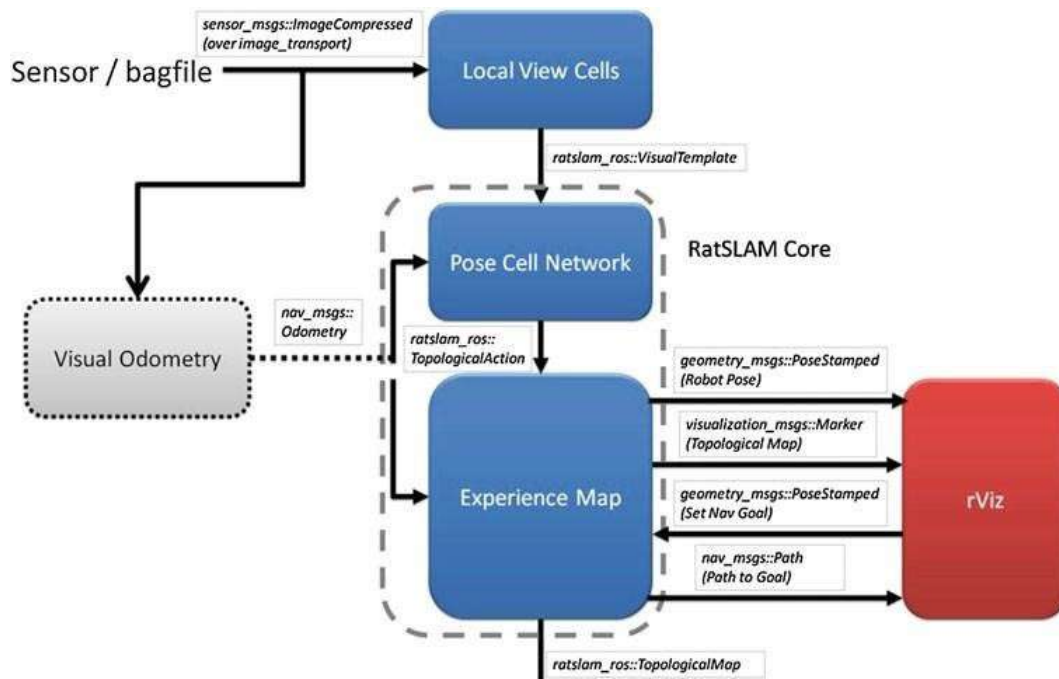 sensor_msgs::ImageCompressed
(over image_transport)
Sensor / bagfile
Local View Cells
ratslam_ros::VisualTemplate
Pose Cell Network
RatSLAM Core
nav_msgs::
Odometry
Visual Odometry
ratslam_ros::
TopologicalAction
geometry_msgs::PoseStamped
(Robot Pose)
visualization_msgs::Marker
(Topological Map)
Experience Map
geometry_msgs::PoseStamped
(Set Nav Goal)
rViz
nav_msgs::Path
(Path to Goal)
ratslam_ros::TopologicalMap